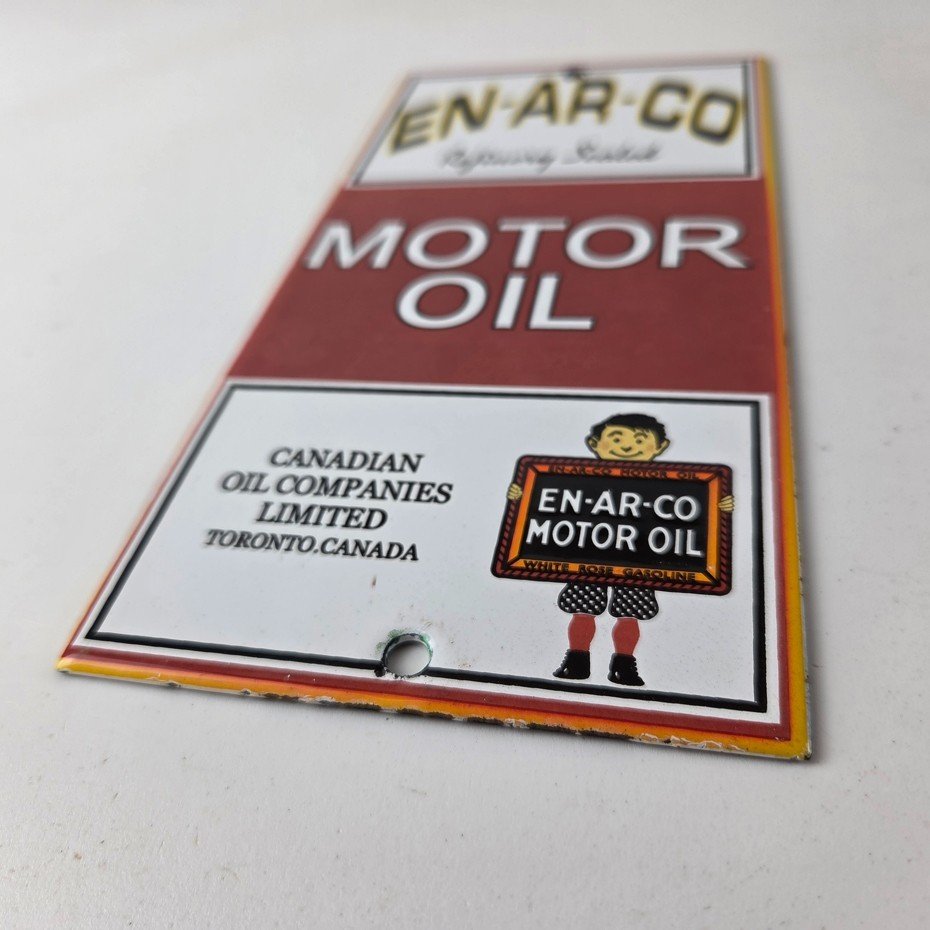 EN-AR-CO
MOTOR
OIL
CANADIAN
OIL COMPANIES
LIMITED
TORONTO.CANADA
EN-AR-CO MOTOR OIL
EN-AR-CO
MOTOR OIL
WHITE ROSE GASOLINE